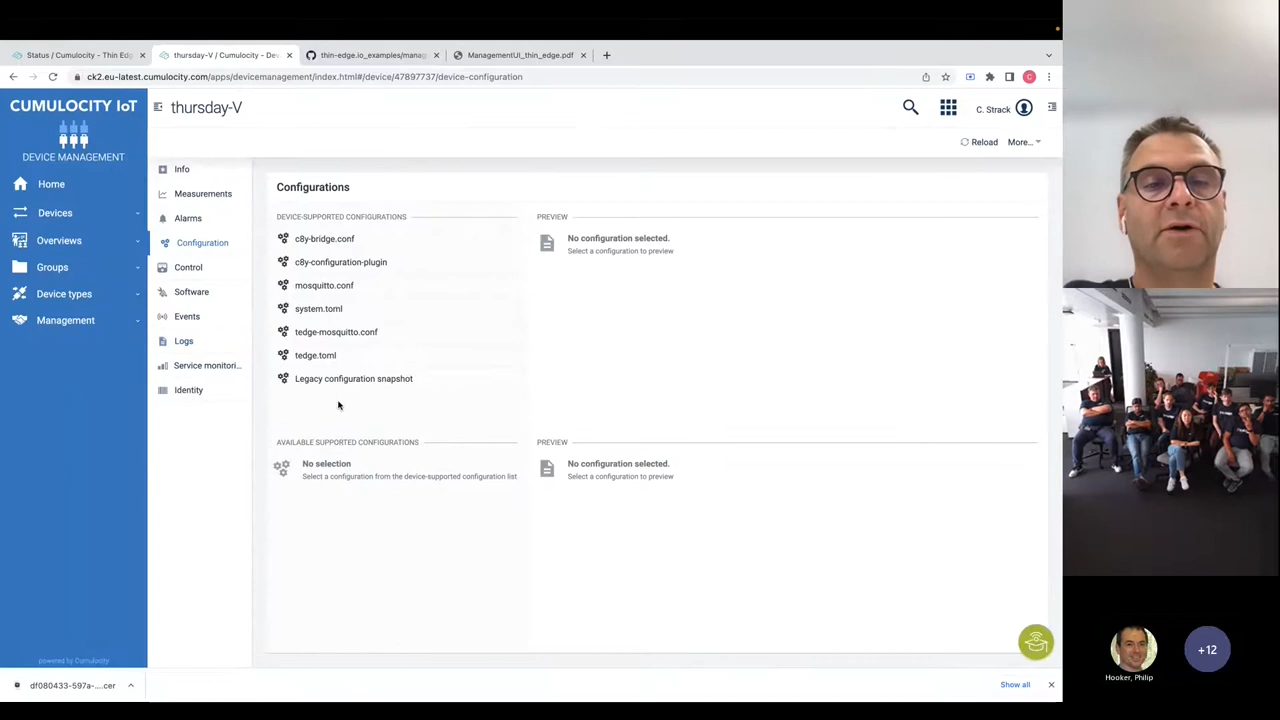 Status / Cumulocity - Thin Edg
thursday-V / Cumulocity - Dev
thin-edge.io_examples/manag
ManagementUI_thin_edge.pdf
ck2.eu-latest.cumulocity.com/apps/devicemanagement/index.html#/device/47897737/device-configuration
C
CUMULOCITY IoT
DEVICE MANAGEMENT
Home
Devices
Overviews
Groups
Device types
Management
powered by Cumulocity
thursday-V
C. Strack
Reload
More...
Info
Measurements
Alarms
Configuration
Control
Software
Events
Logs
Service monitori...
Identity
Configurations
DEVICE-SUPPORTED CONFIGURATIONS
c8y-bridge.conf
c8y-configuration-plugin
mosquitto.conf
system.toml
tedge-mosquitto.conf
tedge.toml
Legacy configuration snapshot
PREVIEW
No configuration selected.
Select a configuration to preview
AVAILABLE SUPPORTED CONFIGURATIONS
No selection
Select a configuration from the device-supported configuration list
PREVIEW
No configuration selected.
Select a configuration to preview
df080433-597a-....cer
Show all
Hooker, Philip
+12